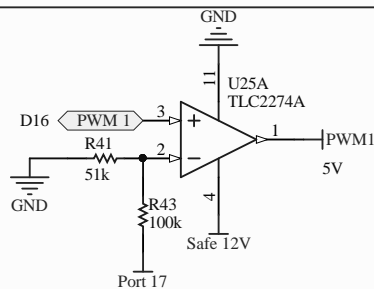 GND
11
U25A
TLC2274A
D16
PWM 1
3
1
PWM1
5V
R41
51k
2
GND
R43
100k
4
Safe 12V
Port 17